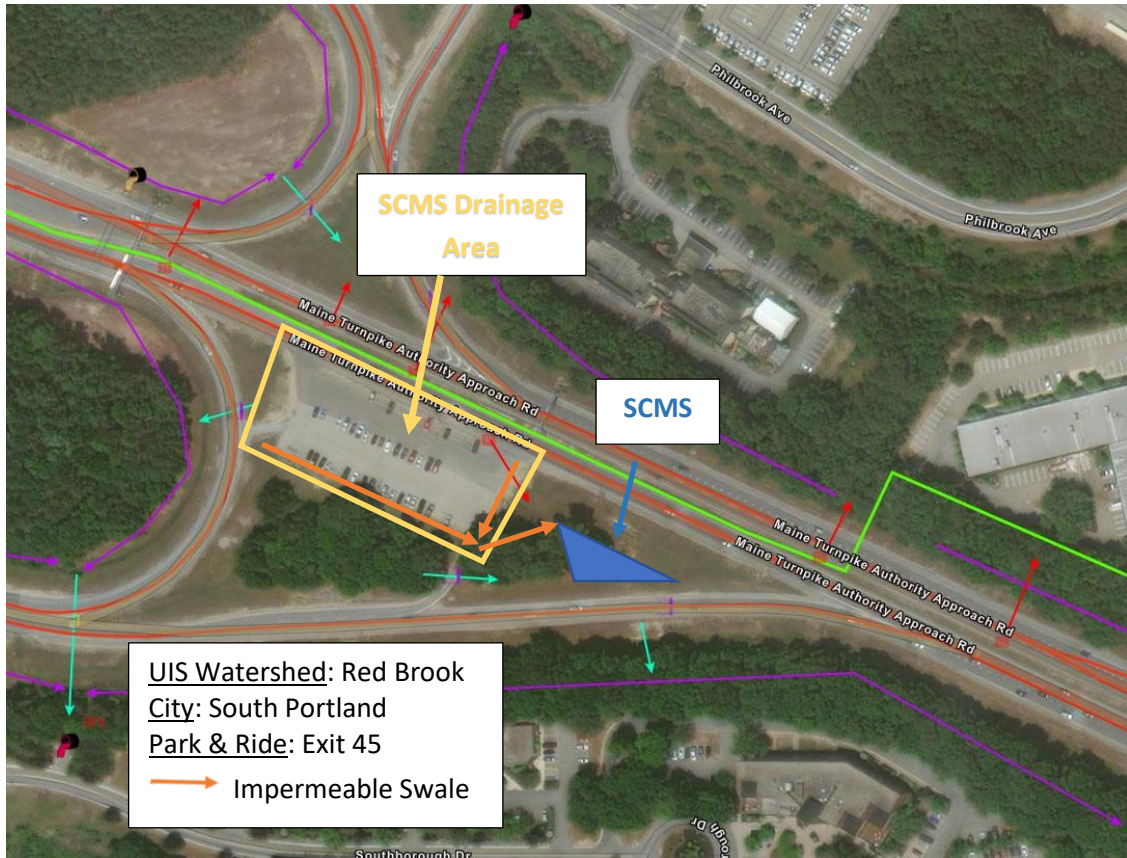 Philbrook Ave
Philbrook Ave
SCMS Drainage
Area
Maine Turnpike Authority Approach Rd
Maine Turnpike Authority Approach Rd
SCMS
Maine Turnpike Authority Approach Rd
Maine Turnpike Authority Approach Rd
UIS Watershed: Red Brook
City: South Portland
Park & Ride: Exit 45
Impermeable Swale
rough Dr
Southborough Dr